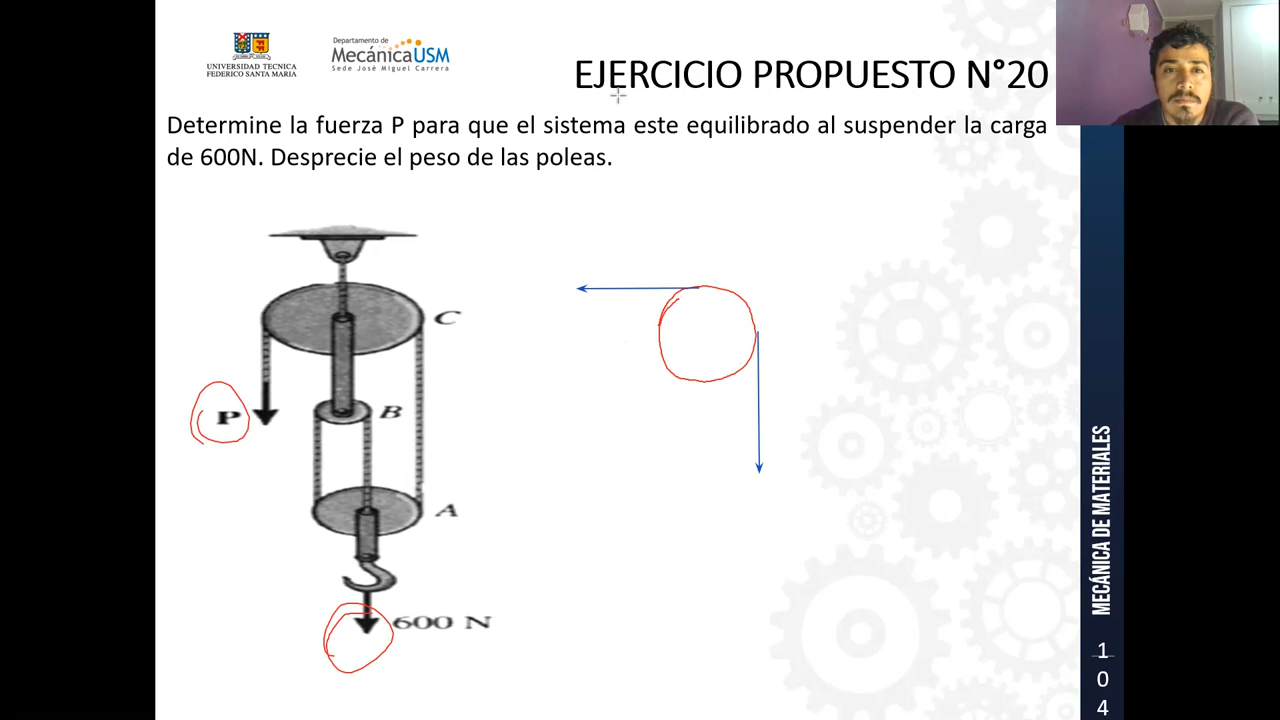 UNIVERSIDAD TECNICA
FEDERICO SANTA MARIA
Departamento de
MecánicaUSM
Sede José Miguel Carrera
EJERCICIO PROPUESTO N°20
Determine la fuerza P para que el sistema este equilibrado al suspender la carga
de 600N. Desprecie el peso de las poleas.
C
P
B
A
600 N
MECÁNICA DE MATERIALES
1
0
4